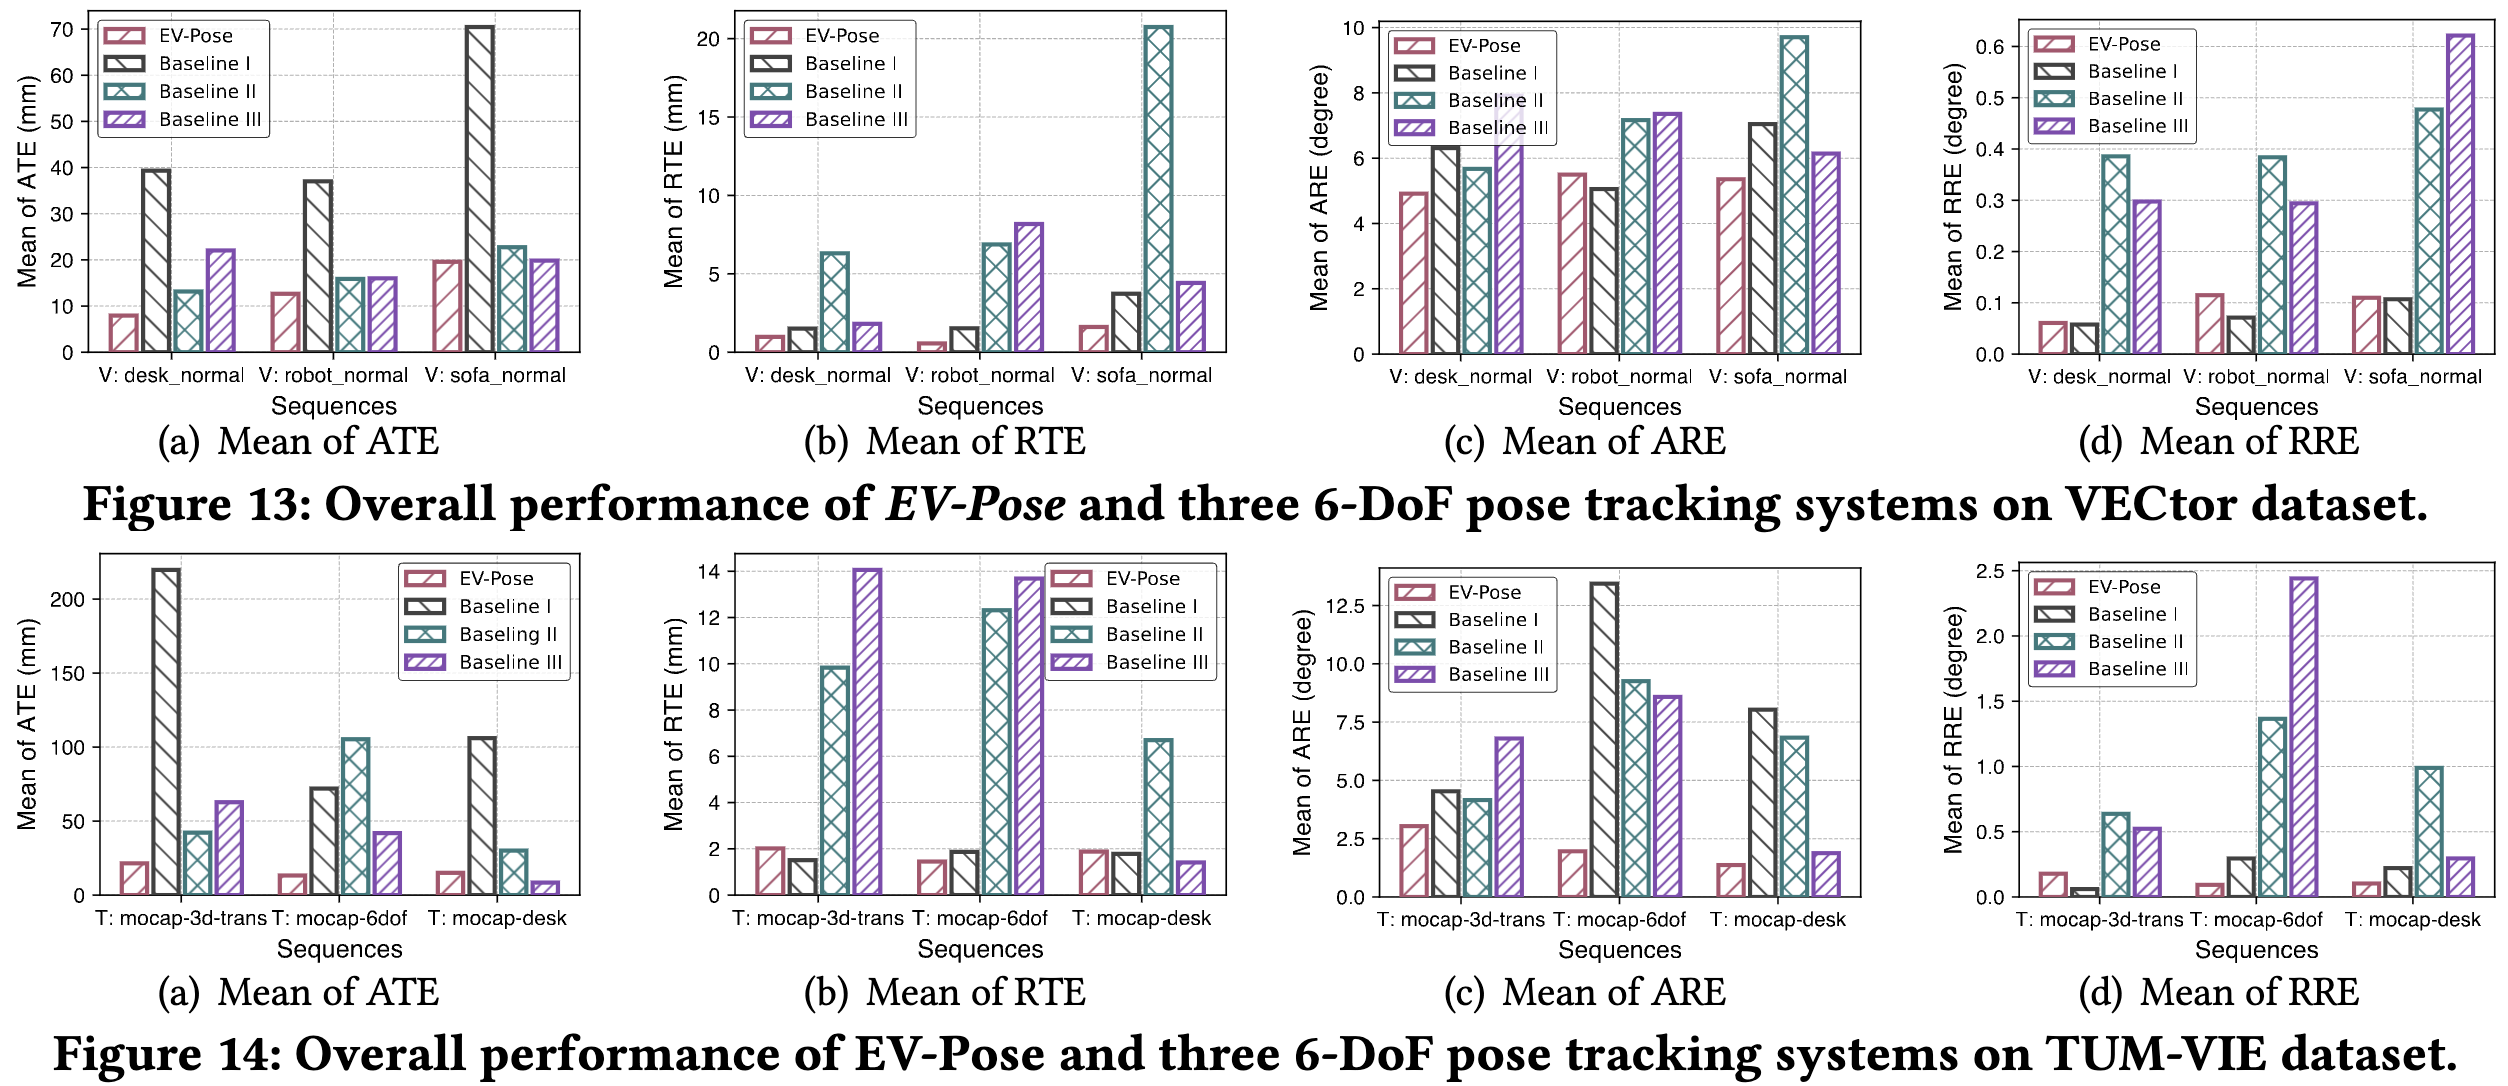 70
60
50
40
30
20
10
0
Mean of ATE (mm)
EV-Pose
Baseline I
Baseline II
Baseline III
V: desk_normal V: robot_normal V: sofa_normal
Sequences
(a) Mean of ATE
20
15
10
5
0
Mean of RTE (mm)
EV-Pose
Baseline I
Baseline II
Baseline III
V: desk_normal V: robot_normal V: sofa_normal
Sequences
(b) Mean of RTE
10
8
6
4
2
0
Mean of ARE (degree)
EV-Pose
Baseline I
Baseline II
Baseline III
V: desk_normal V: robot_normal V: sofa_normal
Sequences
(c) Mean of ARE
0.6
0.5
0.4
0.3
0.2
0.1
0.0
Mean of RRE (degree)
EV-Pose
Baseline I
Baseline II
Baseline III
V: desk_normal V: robot_normal V: sofa_normal
Sequences
(d) Mean of RRE
Figure 13: Overall performance of EV-Pose and three 6-DoF pose tracking systems on VECtor dataset.
200
150
100
50
0
Mean of ATE (mm)
EV-Pose
Baseline I
Baseling II
Baseline III
T: mocap-3d-trans T: mocap-6dof T: mocap-desk
Sequences
(a) Mean of ATE
14
12
10
8
6
4
2
0
Mean of RTE (mm)
EV-Pose
Baseline I
Baseline II
Baseline III
T: mocap-3d-trans T: mocap-6dof T: mocap-desk
Sequences
(b) Mean of RTE
12.5
10.0
7.5
5.0
2.5
0.0
Mean of ARE (degree)
EV-Pose
Baseline I
Baseline II
Baseline III
T: mocap-3d-trans T: mocap-6dof T: mocap-desk
Sequences
(c) Mean of ARE
2.5
2.0
1.5
1.0
0.5
0.0
Mean of RRE (degree)
EV-Pose
Baseline I
Baseline II
Baseline III
T: mocap-3d-trans T: mocap-6dof T: mocap-desk
Sequences
(d) Mean of RRE
Figure 14: Overall performance of EV-Pose and three 6-DoF pose tracking systems on TUM-VIE dataset.